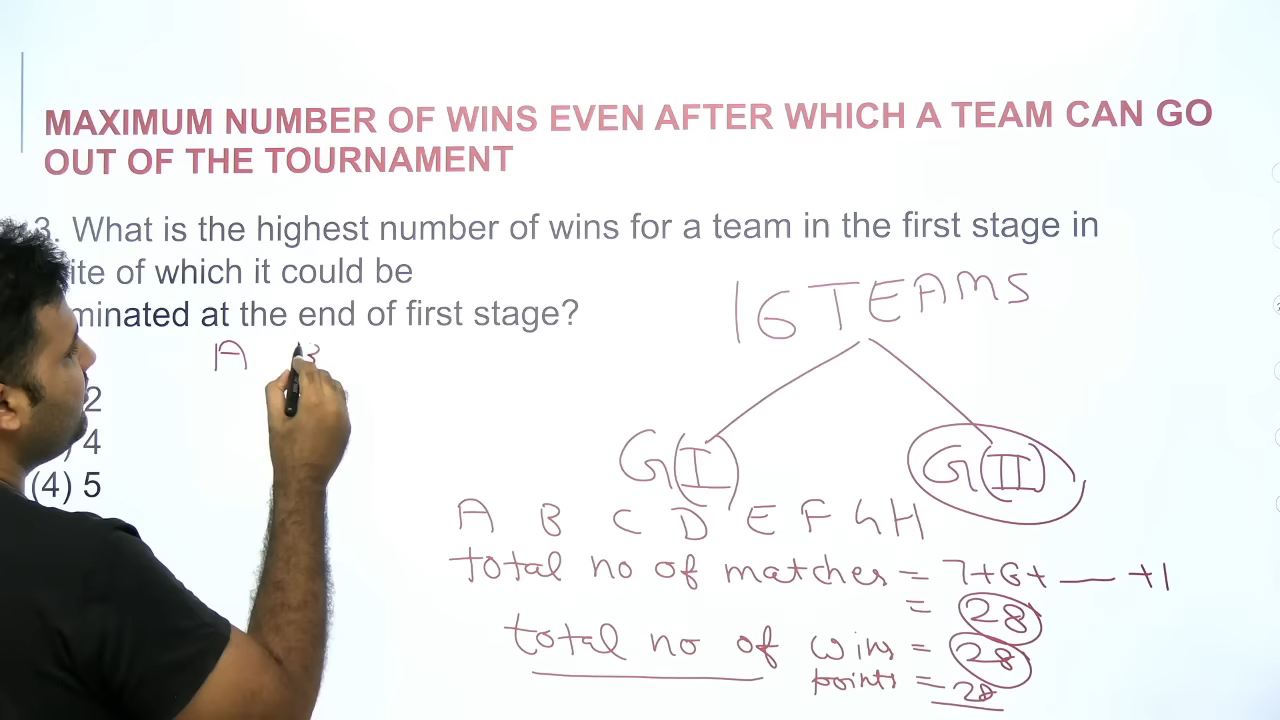 MAXIMUM NUMBER OF WINS EVEN AFTER WHICH A TEAM CAN GO
OUT OF THE TOURNAMENT
3. What is the highest number of wins for a team in the first stage in
ite of which it could be
minated at the end of first stage?
A B
2
) 4
(4) 5
16 TEAMS
G(I) G(II)
A B C D E F G H
total no of matches = 7+6+ — +1
= 28
total no of wins = 28
points = 28